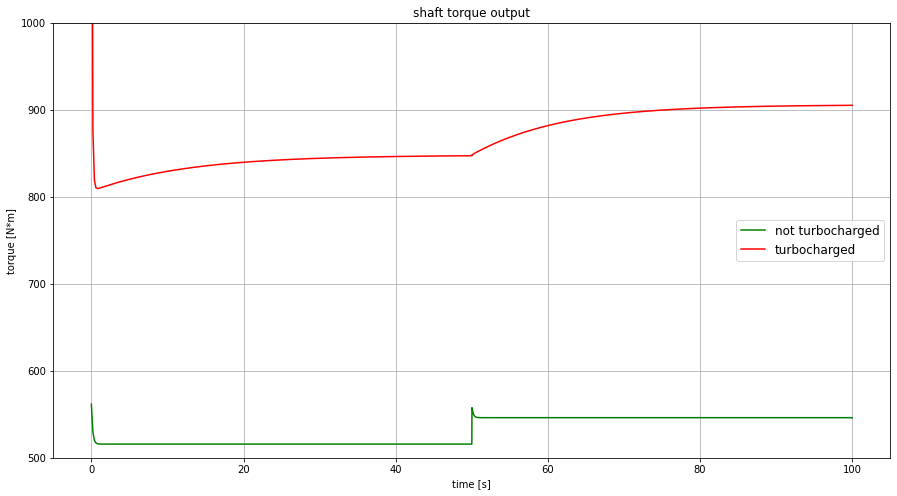 shaft torque output
torque [N*m]
1000
900
800
700
600
500
not turbocharged
turbocharged
0
20
40
60
80
100
time [s]